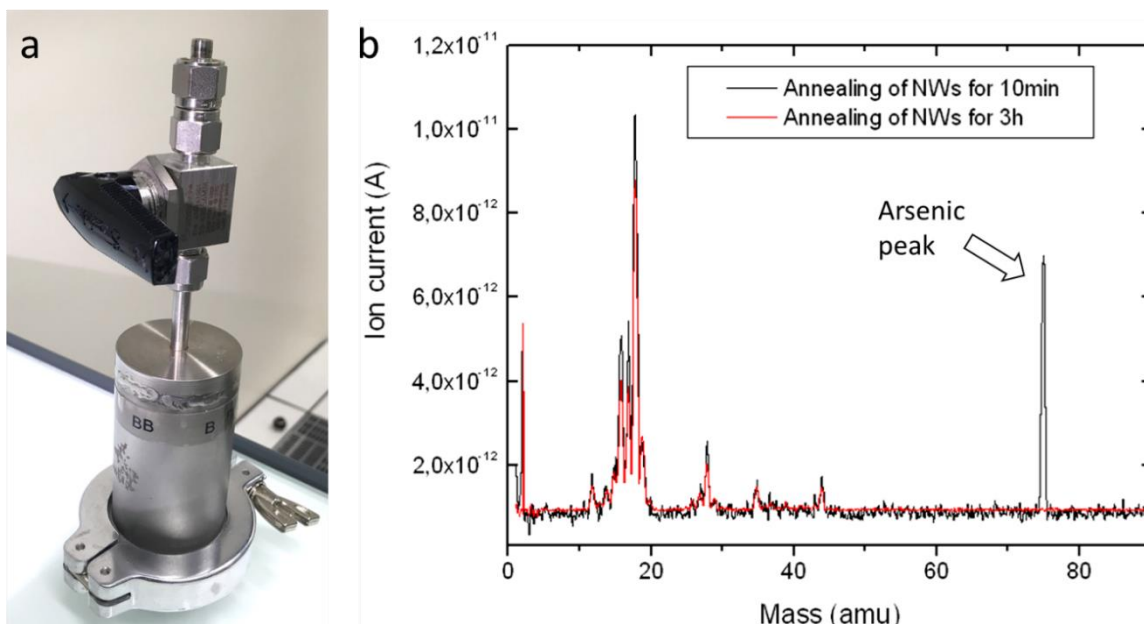 a
BB
B
b
1,2x10⁻¹¹
1,0x10⁻¹¹
8,0x10⁻¹²
6,0x10⁻¹²
4,0x10⁻¹²
2,0x10⁻¹²
Ion current (A)
Annealing of NWs for 10min
Annealing of NWs for 3h
Arsenic
peak
0
20
40
60
80
Mass (amu)